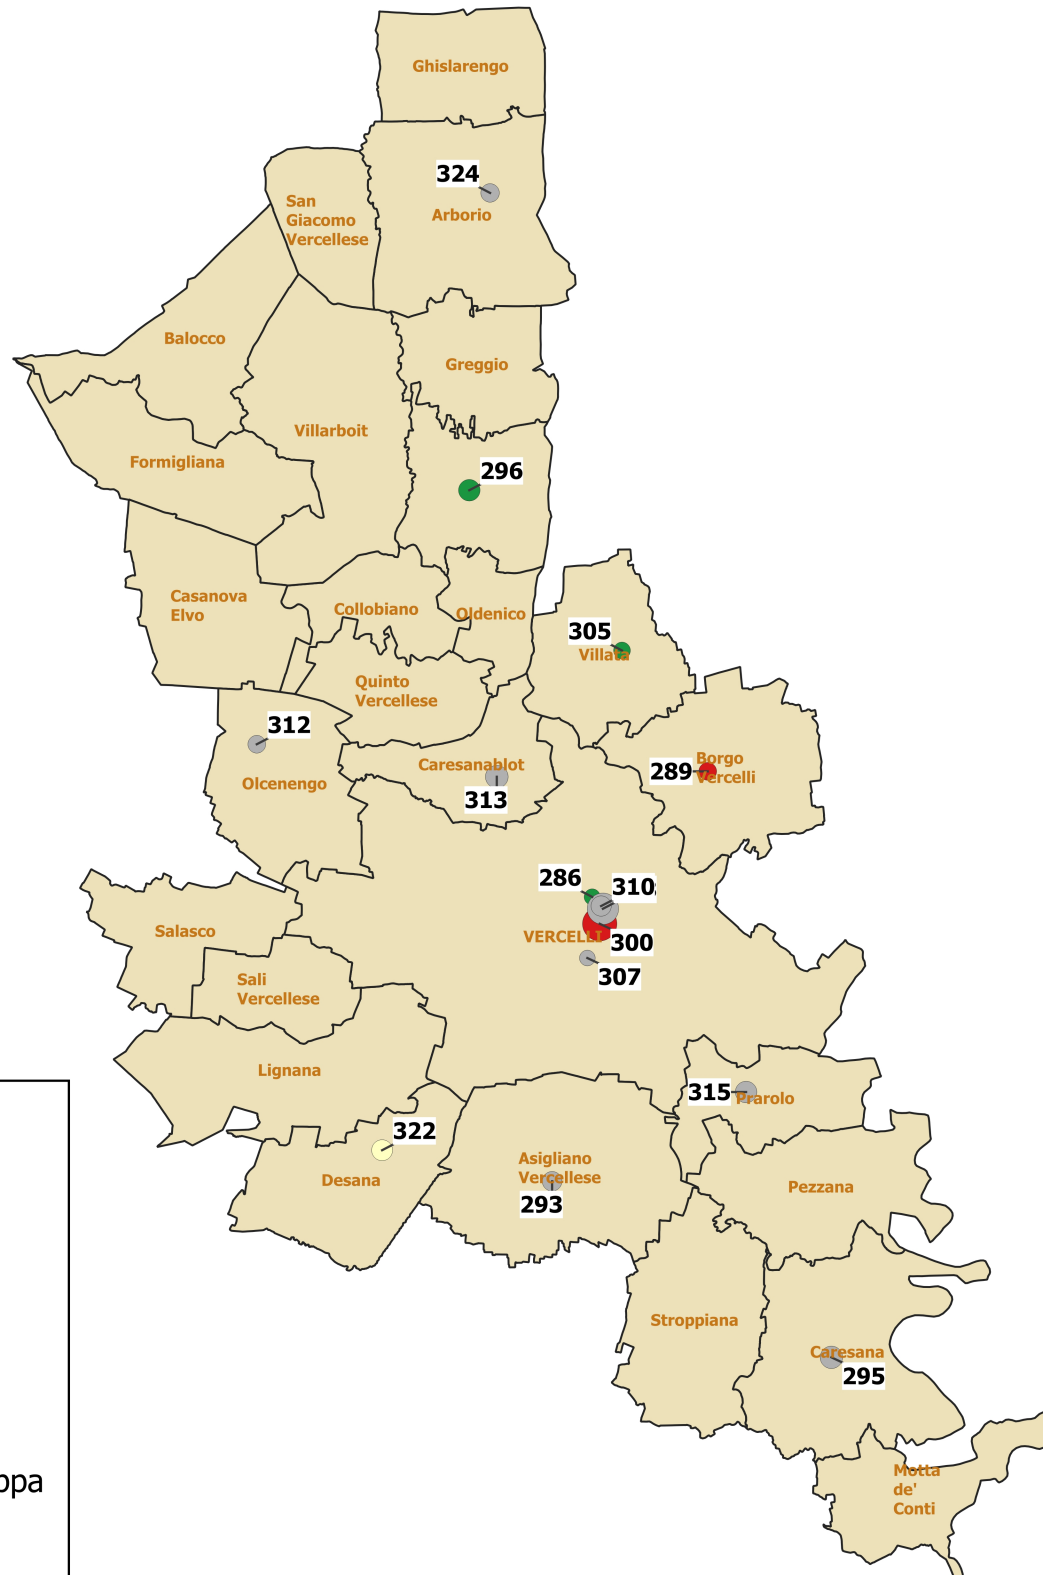 Ghislarengo
324
Arborio
San
Giacomo
Vercellese
Balocco
Greggio
Villarboit
Formigliana
296
Casanova
Elvo
Collobiano
Oldenico
305
Villata
Quinto
Vercellese
312
Olcenengo
Caresanablot
313
289
Borgo
Vercelli
286
310
VERCELLI
300
307
Salasco
Sali
Vercellese
Lignana
315
Prarolo
322
Desana
Asigliano
Vercellese
293
Pezzana
Stroppiana
Caresana
295
Motta
de'
Conti
ppa